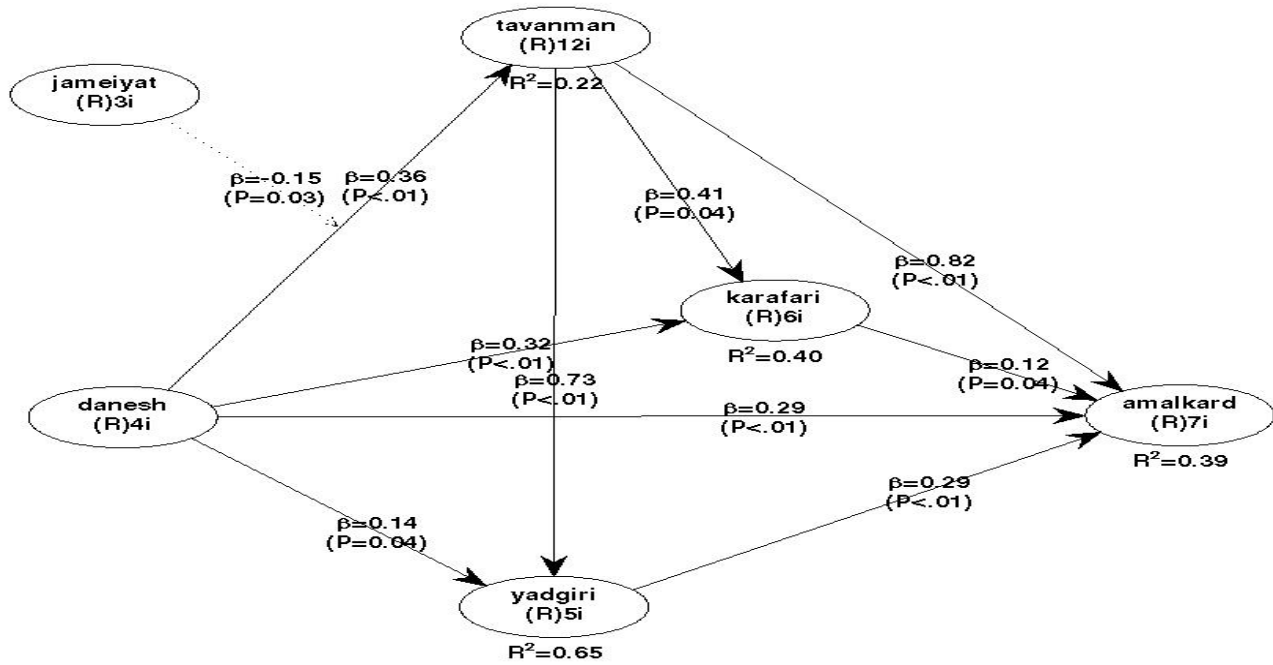 tavanman
(R)12i
R²=0.22
jameiyat
(R)3i
β=-0.15
(P=0.03)
β=0.36
(P<.01)
β=0.41
(P=0.04)
β=0.82
(P<.01)
karafari
(R)6i
R²=0.40
β=0.32
(P<.01)
β=0.73
(P<.01)
β=0.12
(P=0.04)
danesh
(R)4i
β=0.29
(P<.01)
amalkard
(R)7i
R²=0.39
β=0.29
(P<.01)
β=0.14
(P=0.04)
yadgiri
(R)5i
R²=0.65